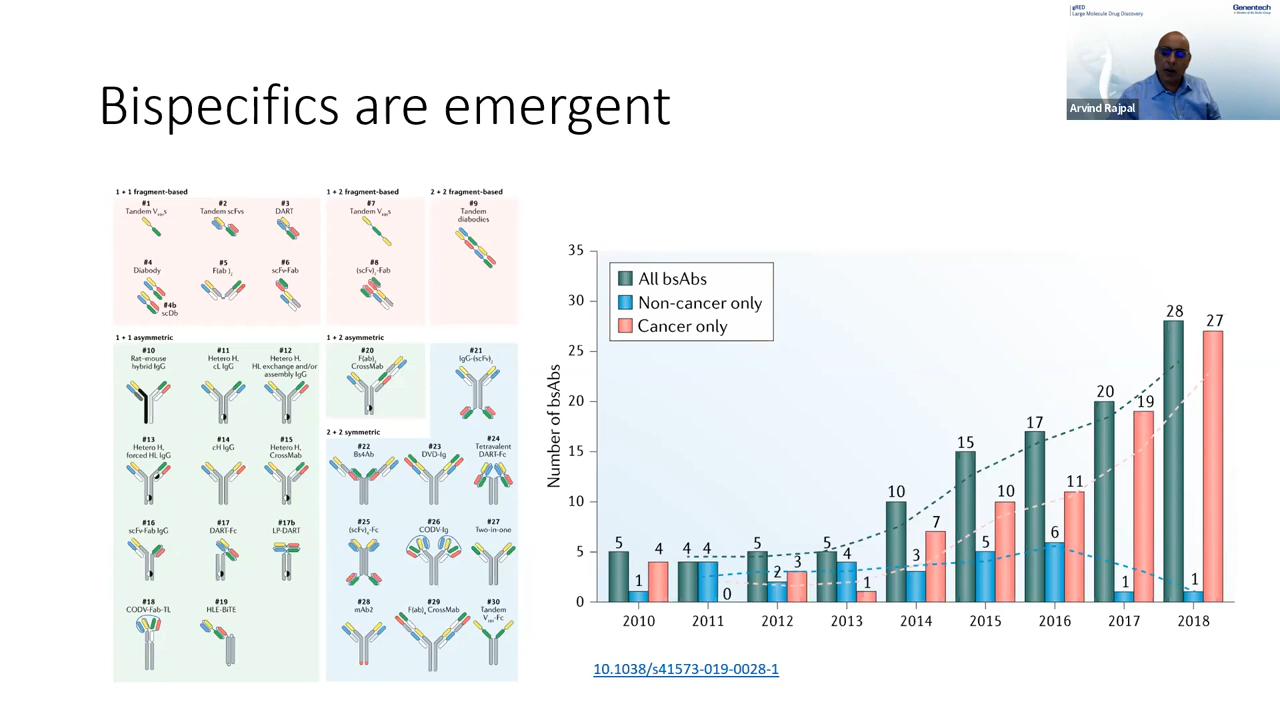 gRED
Large Molecule Drug Discovery
Genentech
A Member of the Roche Group
Arvind Rajpal
Bispecifics are emergent
1 + 1 fragment-based
#1
Tandem VHHs
#2
Tandem scFvs
#3
DART
#4
Diabody
#4b
scDb
#5
F(ab )2
#6
scFv-Fab
1 + 2 fragment-based
#7
Tandem VHHs
#8
(scFv)2-Fab
2 + 2 fragment-based
#9
Tandem
diabodies
1 + 1 asymmetric
#10
Rat–mouse
hybrid IgG
#11
Hetero H,
cL IgG
#12
Hetero H,
HL exchange and/or
assembly IgG
#13
Hetero H,
forced HL IgG
#14
cH IgG
#15
Hetero H,
CrossMab
#16
scFv-Fab IgG
#17
DART-Fc
#17b
LP-DART
#18
CODV-Fab-TL
#19
HLE-BiTE
1 + 2 asymmetric
#20
F(ab)
CrossMab
#21
IgG-(scFv)2
2 + 2 symmetric
#22
Bs4Ab
#23
DVD-Ig
#24
Tetravalent
DART-Fc
#25
(scFv)4-Fc
#26
CODV-Ig
#27
Two-in-one
#28
mAb2
#29
F(ab)4 CrossMab
#30
Tandem
VHH-Fc
Number of bsAbs
35
30
25
20
15
10
5
0
All bsAbs
Non-cancer only
Cancer only
5
1
4
4
4
0
5
2
3
5
4
1
10
3
7
15
5
10
17
6
11
20
1
19
28
1
27
2010
2011
2012
2013
2014
2015
2016
2017
2018
10.1038/s41573-019-0028-1